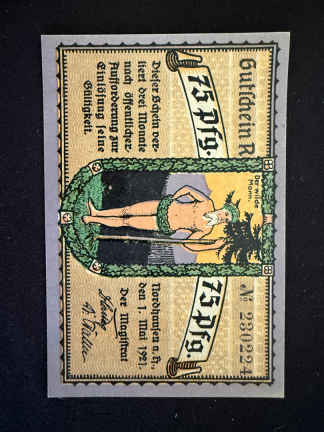 Gutschein R
75 Pfg.
75 Pfg.
Dieser Schein ver-
liert drei Monate
nach öffentlicher
Aufforderung zur
Einlösung seine
Gültigkeit.
Der wilde
Mann.
Nordhausen a. H.,
den 1. Mai 1921.
Der Magistrat
№ 230224